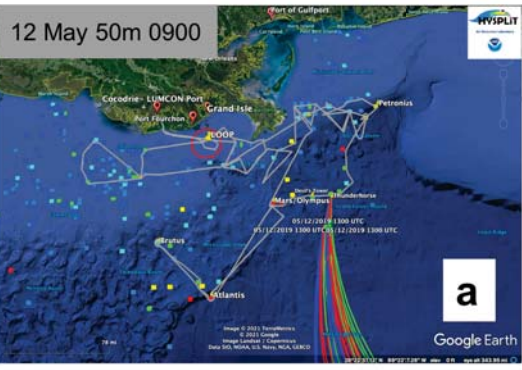 12 May 50m 0900
Port of Gulfport
HYSPLIT
Cocodrie- LUMCON Port
Grand Isle
Port Fourchon
LOOP
Petronius
Devil's Tower
Thunderhorse
Mars/Olympus
05/12/2019 1300 UTC
05/12/2019 1300 UTC
05/12/2019 1300 UTC
Brutus
Atlantis
a
Image © 2021 TerraMetrics
© 2021 Google
Image Landsat / Copernicus
Data SIO, NOAA, U.S. Navy, NGA, GEBCO
Google Earth